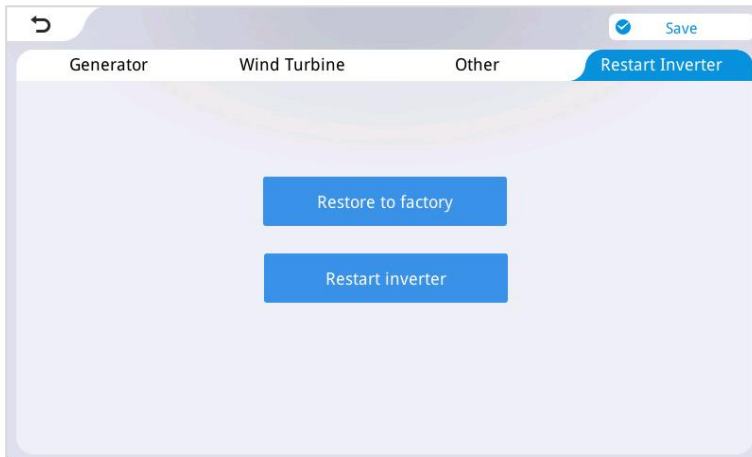 Save
Generator Wind Turbine Other Restart Inverter
Restore to factory
Restart inverter